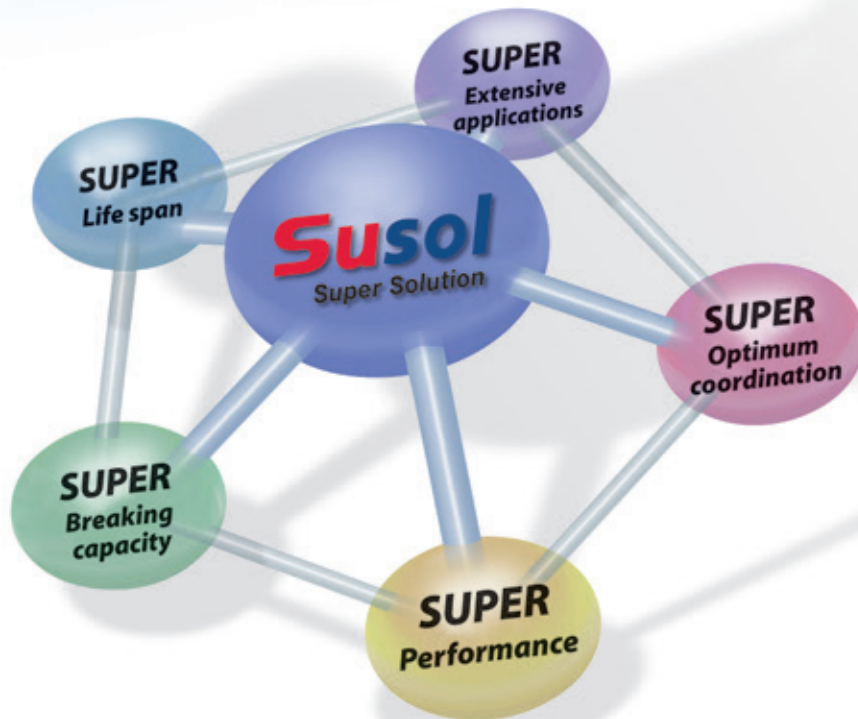 SUPER
Extensive
applications
SUPER
Life span
Susol
Super Solution
SUPER
Optimum
coordination
SUPER
Breaking
capacity
SUPER
Performance